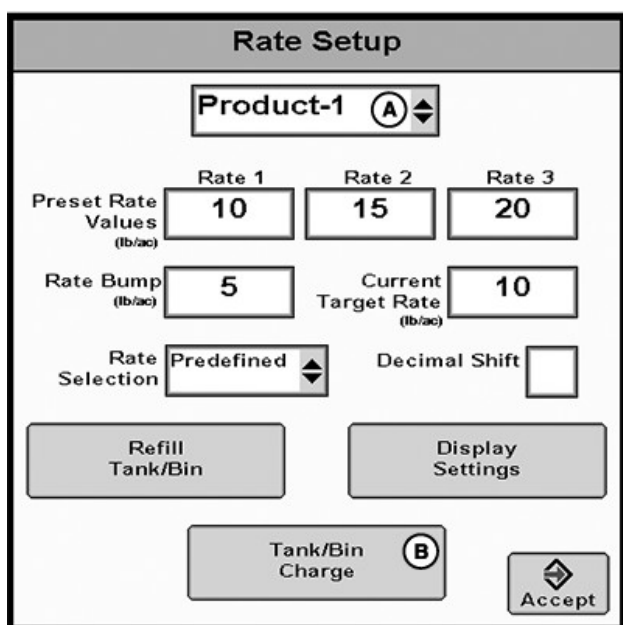 Rate Setup
Product-1 A
Rate 1 Rate 2 Rate 3
Preset Rate Values (lb/ac) 10 15 20
Rate Bump (lb/ac) 5 Current Target Rate (lb/ac) 10
Rate Selection Predefined Decimal Shift
Refill Tank/Bin Display Settings
Tank/Bin Charge B
Accept